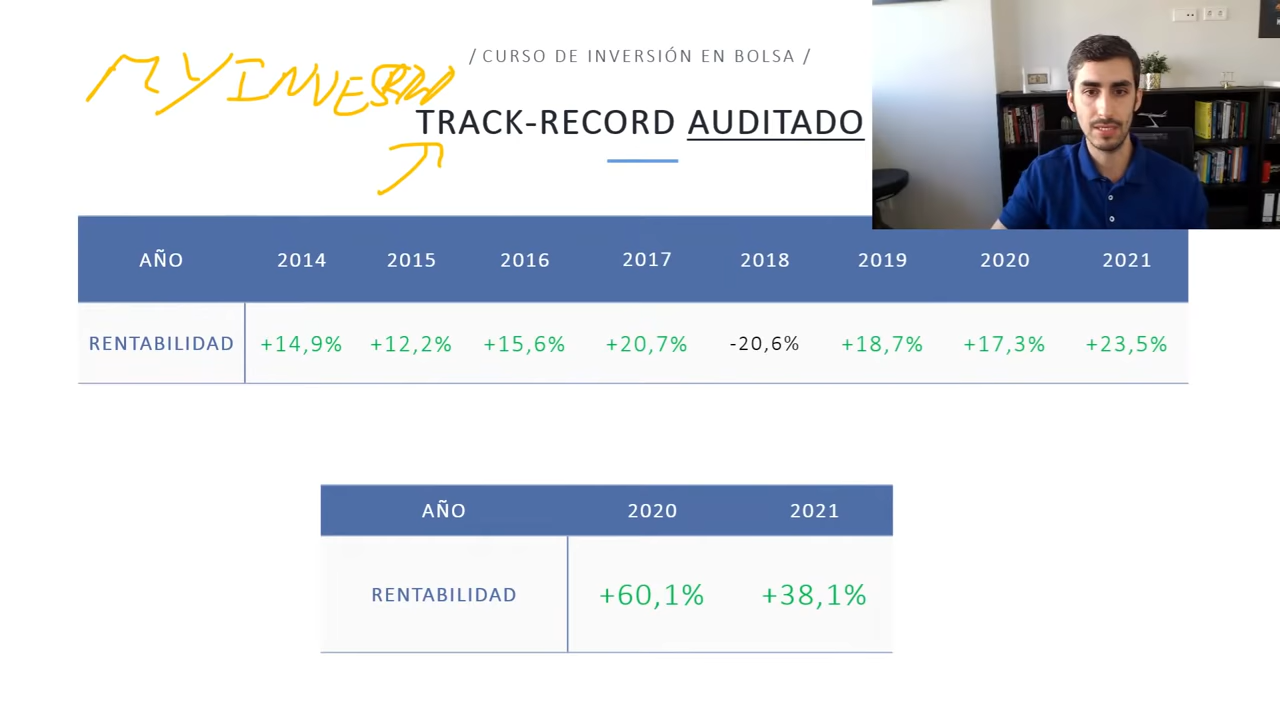 / CURSO DE INVERSIÓN EN BOLSA /
TRACK-RECORD AUDITADO
AÑO 2014 2015 2016 2017 2018 2019 2020 2021
RENTABILIDAD +14,9% +12,2% +15,6% +20,7% -20,6% +18,7% +17,3% +23,5%
AÑO 2020 2021
RENTABILIDAD +60,1% +38,1%